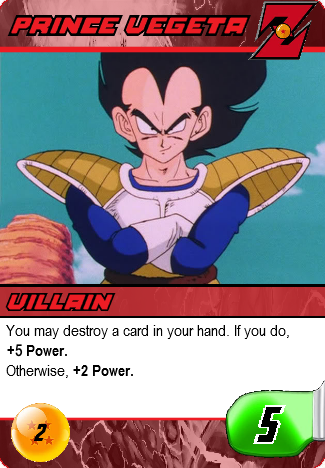 PRINCE VEGETA
Z
VILLAIN
You may destroy a card in your hand. If you do,
+5 Power.
Otherwise, +2 Power.
2
5